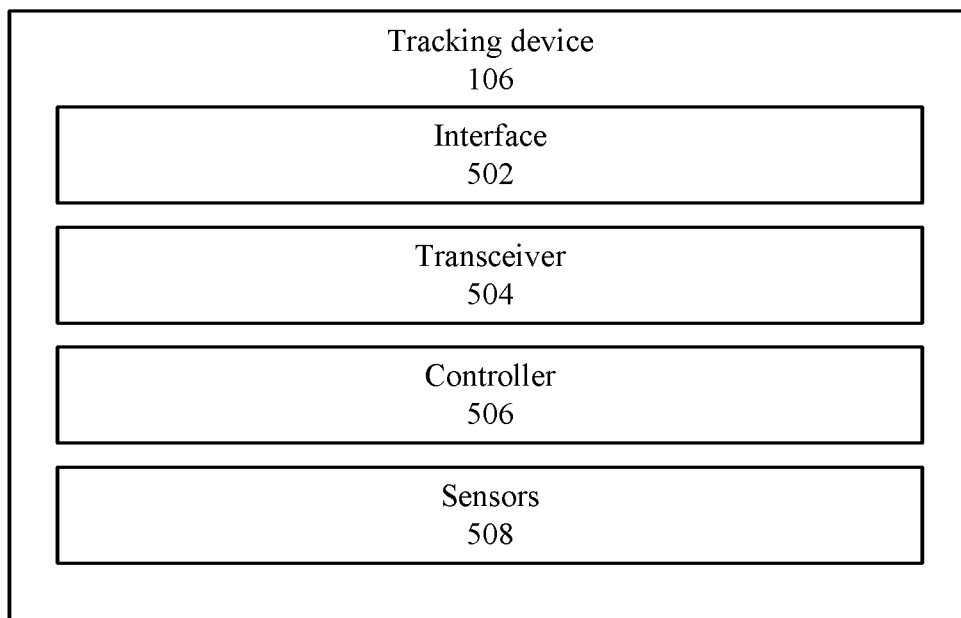 Tracking device
106
Interface
502
Transceiver
504
Controller
506
Sensors
508